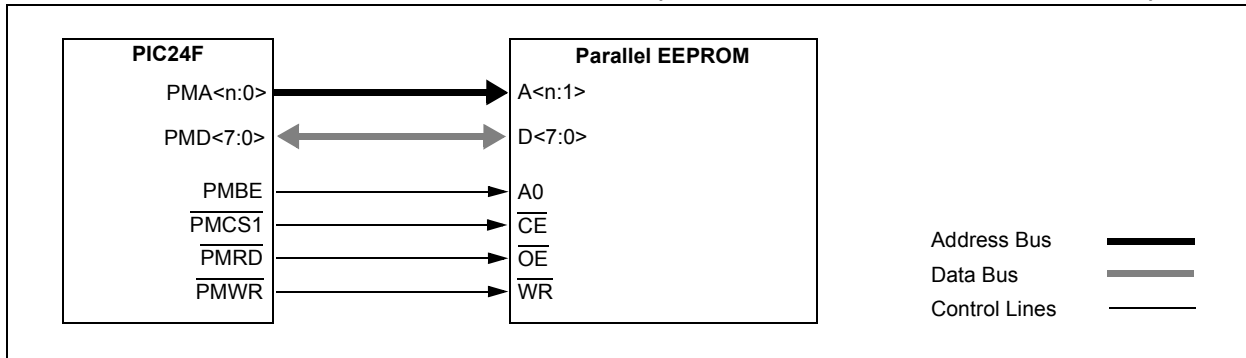 PIC24F
Parallel EEPROM
PMA<n:0>
A<n:1>
PMD<7:0>
D<7:0>
PMBE
A0
PMCS1
CE
PMRD
OE
PMWR
WR
Address Bus
Data Bus
Control Lines